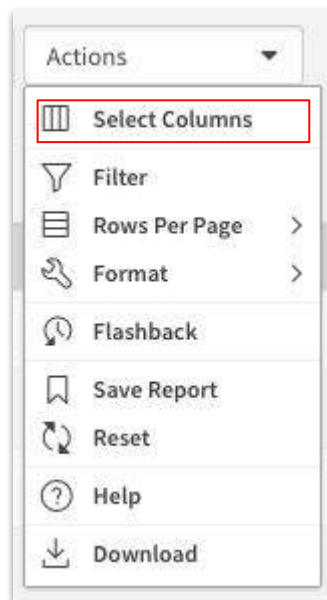 Actions
Select Columns
Filter
Rows Per Page
Format
Flashback
Save Report
Reset
Help
Download